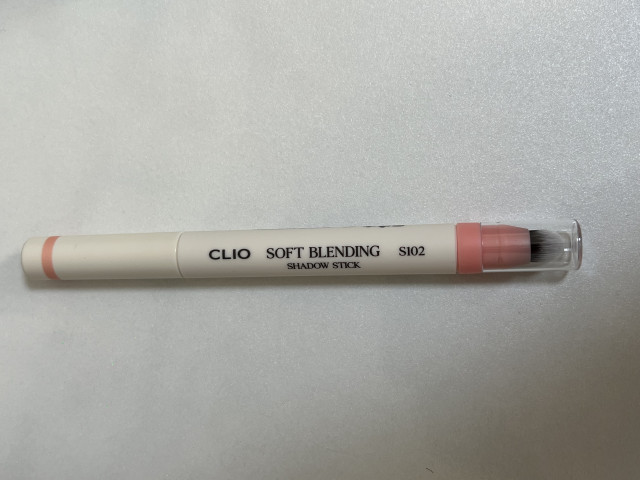 CLIO SOFT BLENDING S102
SHADOW STICK